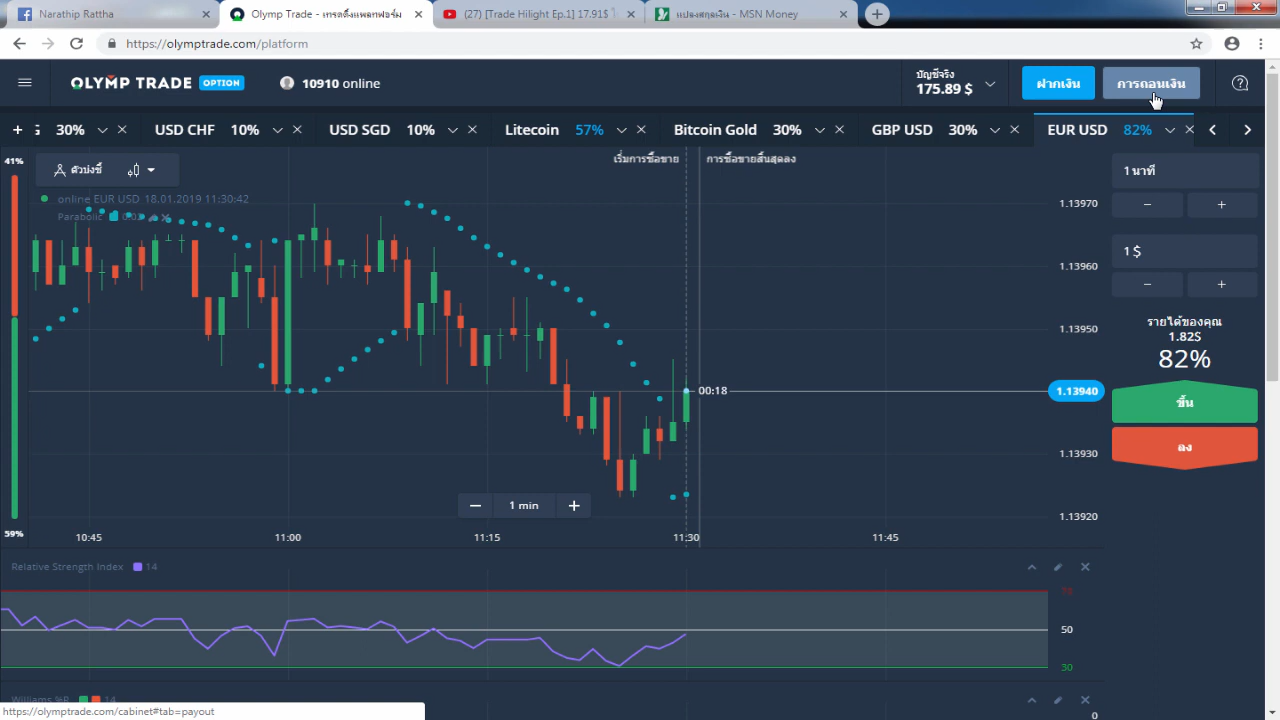 Narathip Rattha
Olymp Trade - เทรดดิ้งแพลทฟอร์ม
(27) [Trade Hilight Ep.1] 17.91$
แปลงสกุลเงิน - MSN Money
https://olymptrade.com/platform
OLYMP TRADE OPTION
10910 online
บัญชีจริง
175.89 $
ฝากเงิน
การถอนเงิน
30%
USD CHF 10%
USD SGD 10%
Litecoin 57%
Bitcoin Gold 30%
GBP USD 30%
EUR USD 82%
41%
ตัวบ่งชี้
เริ่มการซื้อขาย
การซื้อขายสิ้นสุดลง
online EUR USD 18.01.2019 11:30:42
Parabolic
1.13970
1.13960
1.13950
1.13940
1.13930
1.13920
00:18
1 min
59%
10:45
11:00
11:15
11:30
11:45
1 นาที
− +
1 $
− +
รายได้ของคุณ
1.82$
82%
ขึ้น
ลง
Relative Strength Index 14
70
50
30
Williams %R 14
0
https://olymptrade.com/cabinet#tab=payout